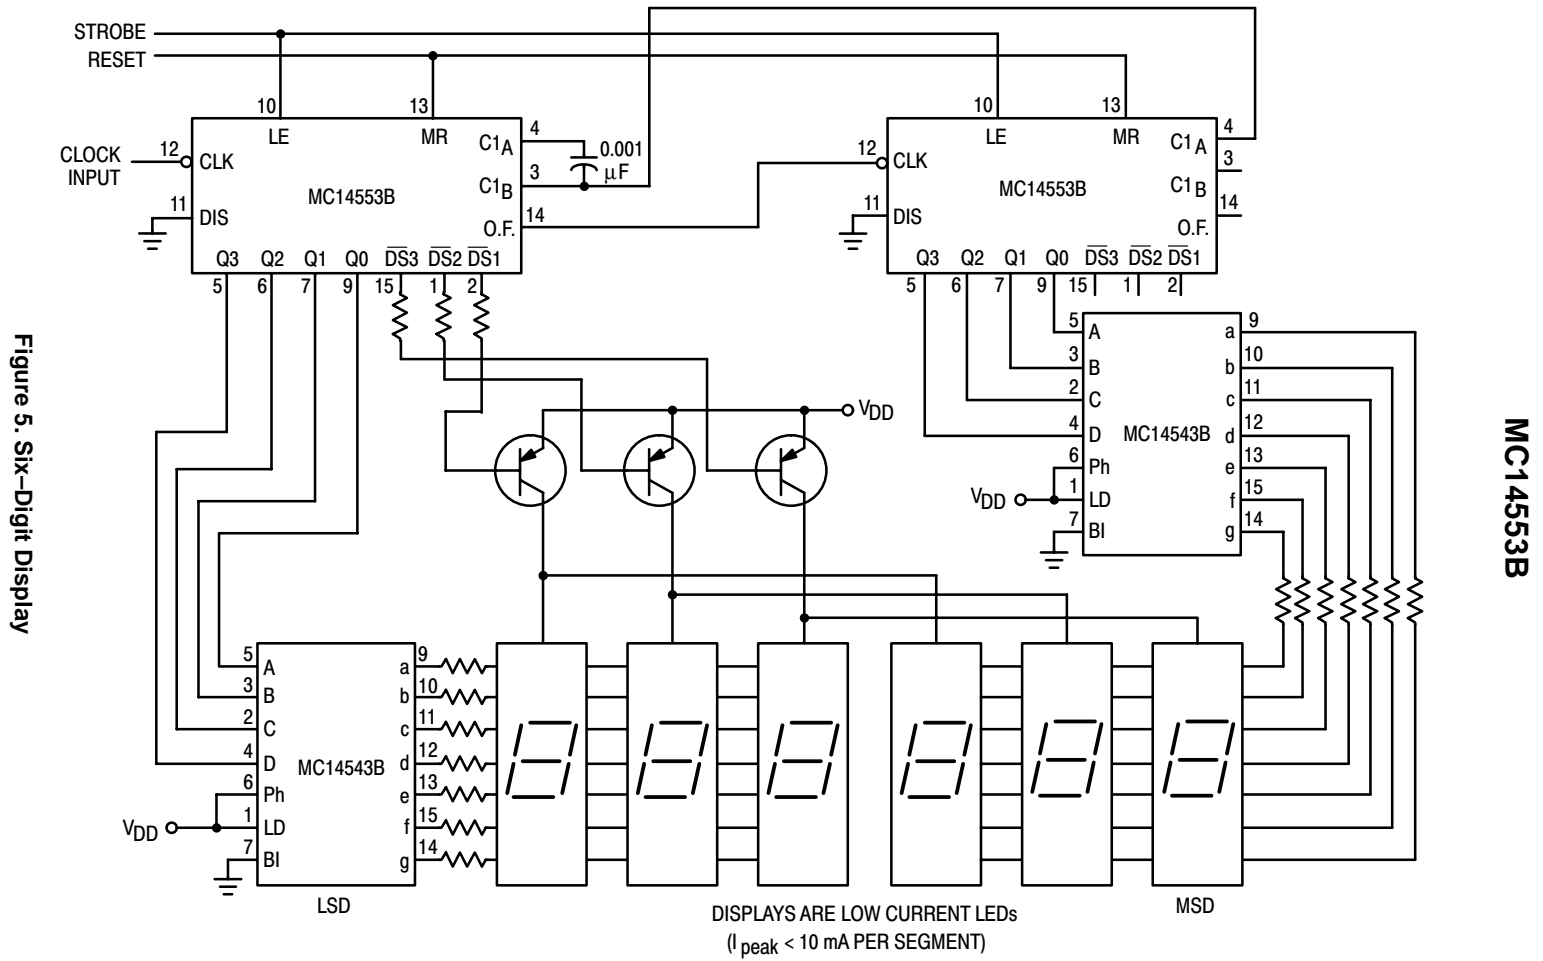 STROBE
RESET
10
13
LE
MR
4
C1A
0.001
μF
3
C1B
12
CLK
CLOCK
INPUT
MC14553B
11
DIS
14
O.F.
Q3
Q2
Q1
Q0
DS3
DS2
DS1
5
6
7
9
15
1
2
10
13
LE
MR
4
C1A
12
CLK
3
C1B
MC14553B
11
DIS
14
O.F.
Q3
Q2
Q1
Q0
DS3
DS2
DS1
5
6
7
9
15
1
2
VDD
5
A
a
9
3
B
b
10
2
C
c
11
4
D
MC14543B
d
12
6
Ph
e
13
VDD
1
LD
f
15
7
BI
g
14
5
A
a
9
3
B
b
10
2
C
c
11
4
D
MC14543B
d
12
6
Ph
e
13
VDD
1
LD
f
15
7
BI
g
14
LSD
MSD
DISPLAYS ARE LOW CURRENT LEDs
(I peak < 10 mA PER SEGMENT)
Figure 5. Six–Digit Display
MC14553B